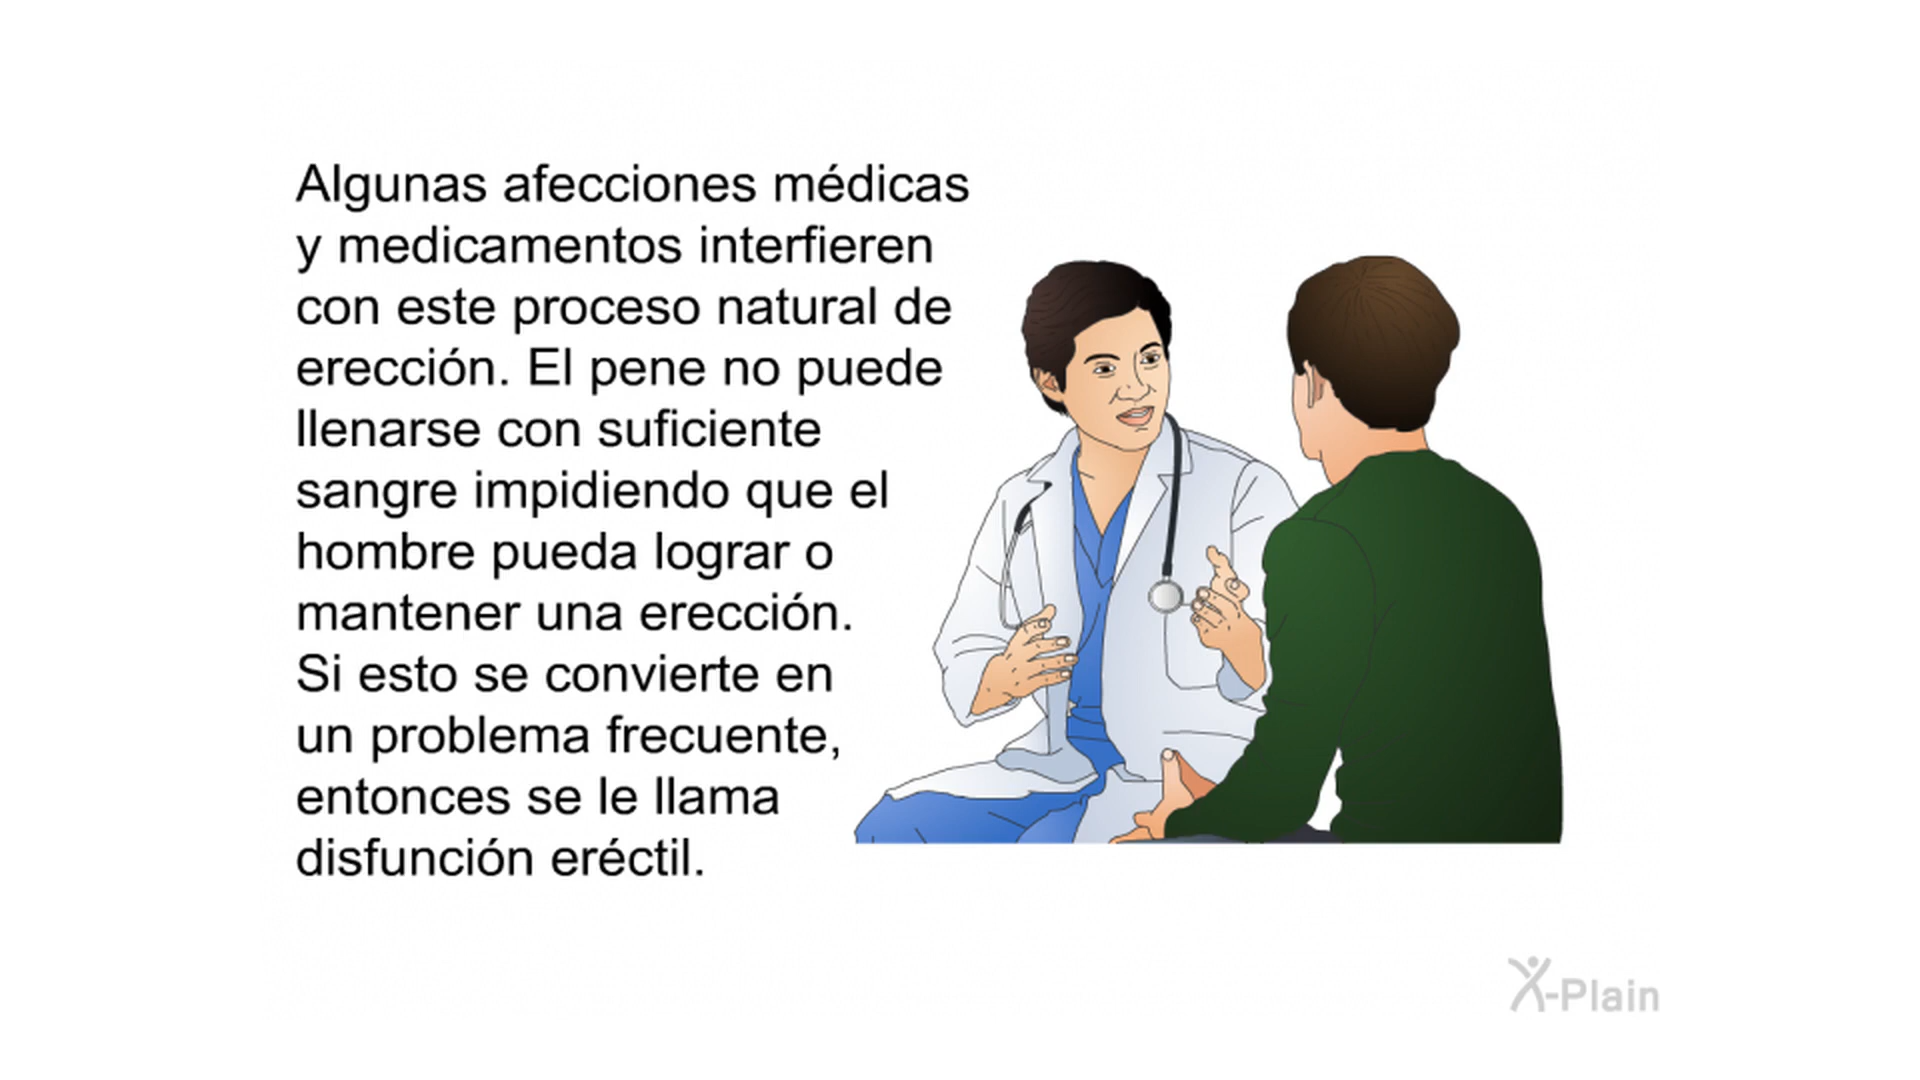 Algunas afecciones médicas
y medicamentos interfieren
con este proceso natural de
erección. El pene no puede
llenarse con suficiente
sangre impidiendo que el
hombre pueda lograr o
mantener una erección.
Si esto se convierte en
un problema frecuente,
entonces se le llama
disfunción eréctil.
X-Plain